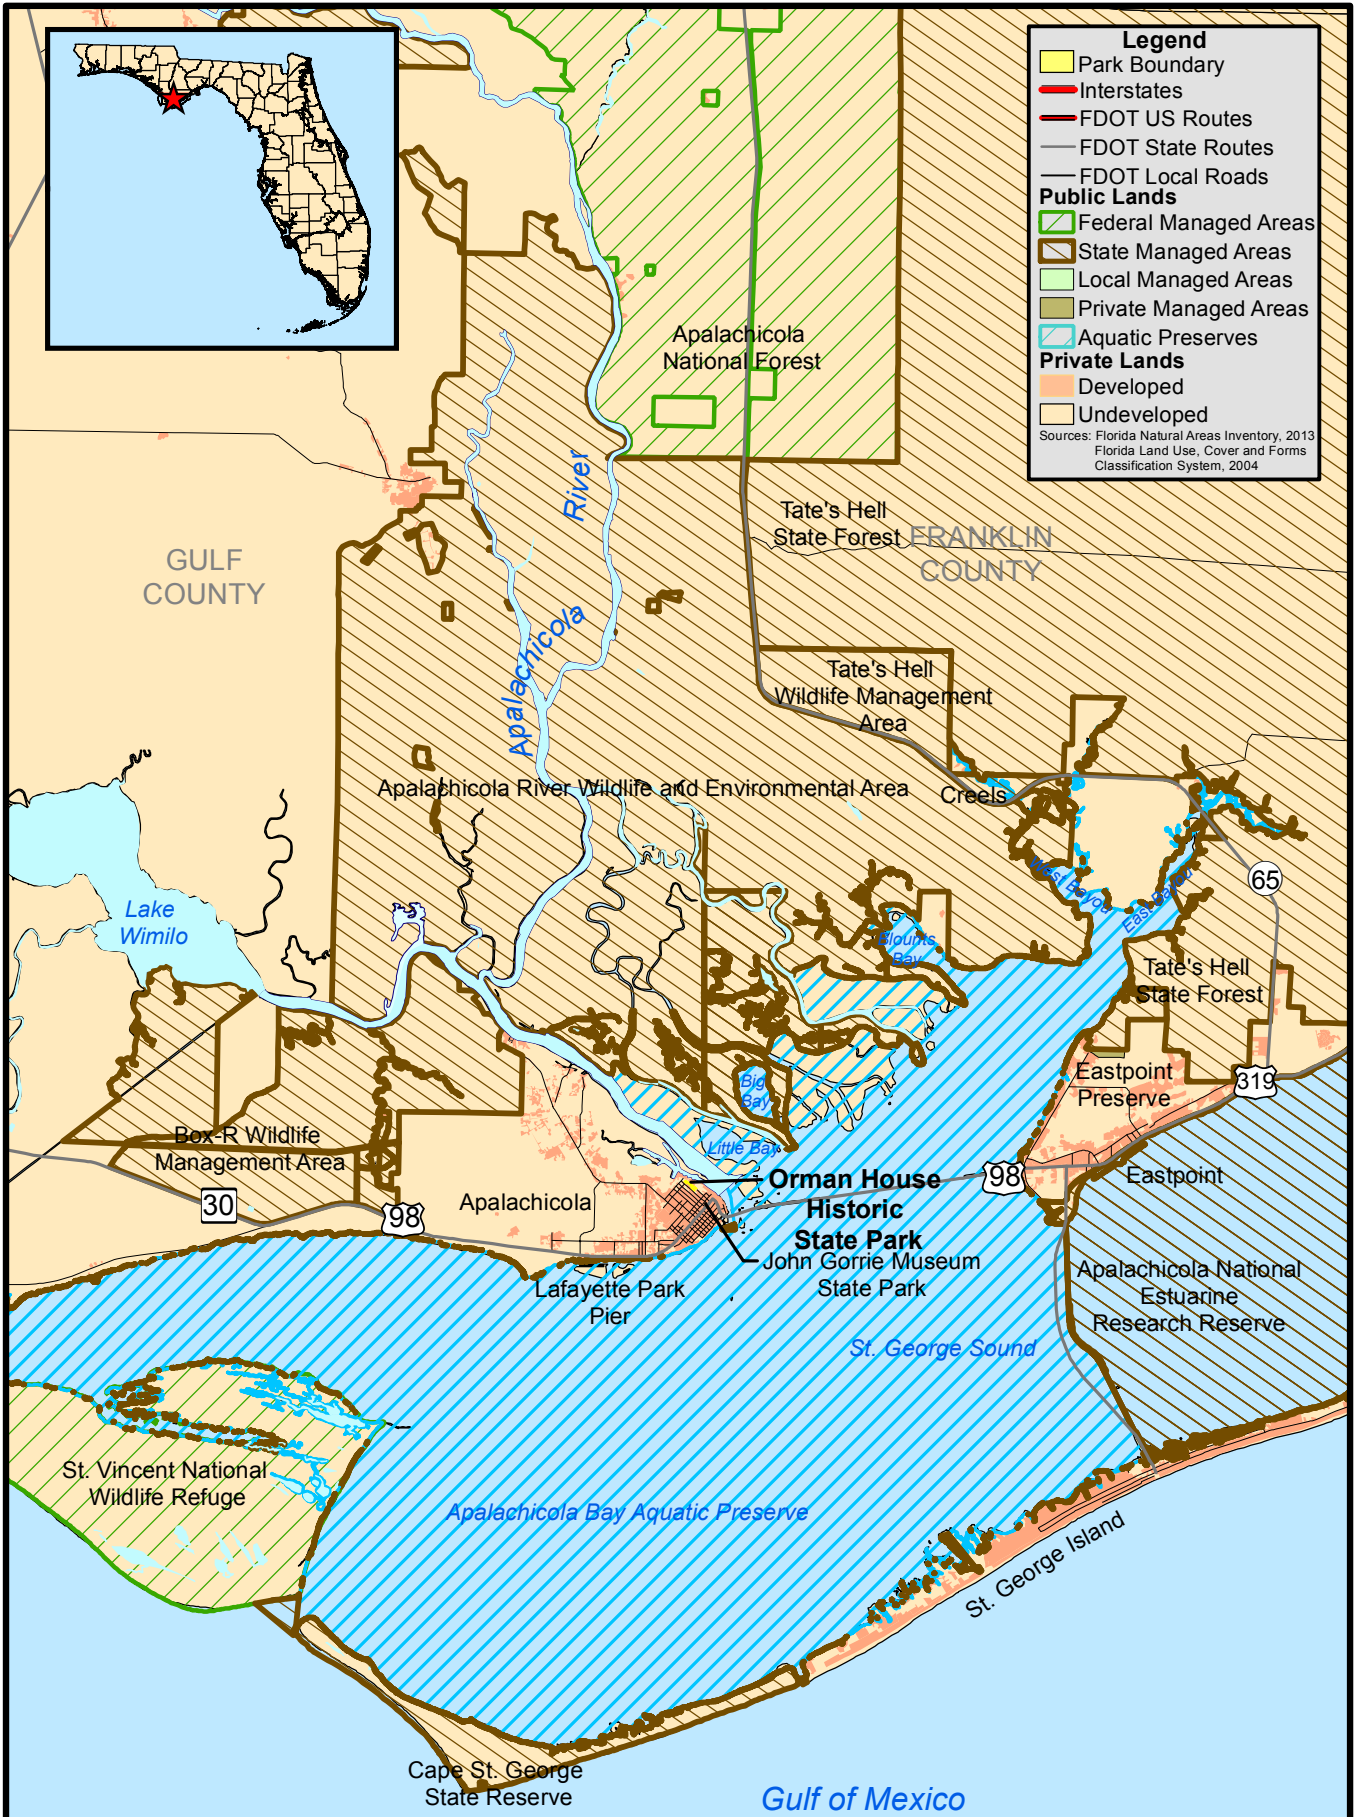 Legend
Park Boundary
Interstates
FDOT US Routes
FDOT State Routes
FDOT Local Roads
Public Lands
Federal Managed Areas
State Managed Areas
Local Managed Areas
Private Managed Areas
Aquatic Preserves
Private Lands
Developed
Undeveloped
Sources: Florida Natural Areas Inventory, 2013
Florida Land Use, Cover and Forms
Classification System, 2004
Apalachicola
National Forest
Apalachicola River
Tate's Hell
State Forest
FRANKLIN
COUNTY
GULF
COUNTY
Tate's Hell
Wildlife Management
Area
Apalachicola River Wildlife and Environmental Area
Creels
West Bayou
East Bayou
65
Lake
Wimilo
Blounts
Bay
Tate's Hell
State Forest
Big
Bay
Eastpoint
Preserve
319
Box-R Wildlife
Management Area
Little Bay
Orman House
Historic
State Park
98
Eastpoint
30
98
Apalachicola
John Gorrie Museum
State Park
Lafayette Park
Pier
Apalachicola National
Estuarine
Research Reserve
St. George Sound
St. Vincent National
Wildlife Refuge
Apalachicola Bay Aquatic Preserve
St. George Island
Cape St. George
State Reserve
Gulf of Mexico